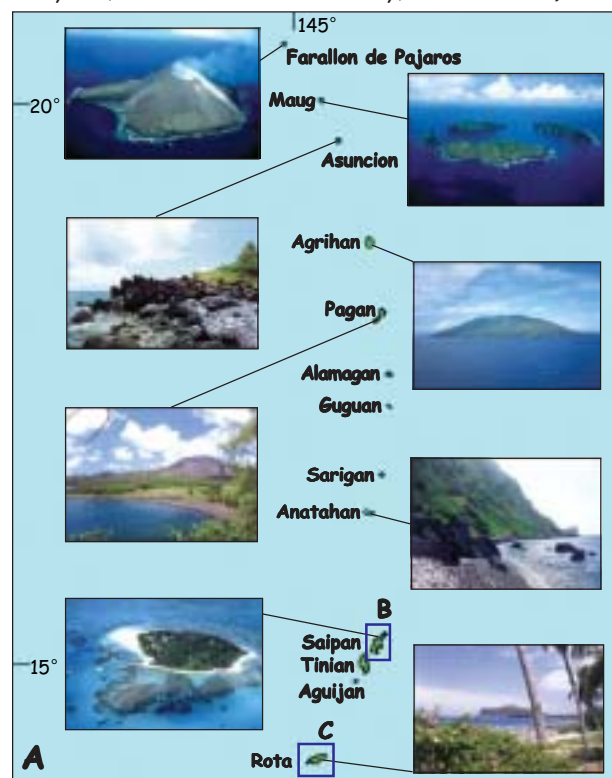 145°
Farallon de Pajaros
20°
Maug
Asuncion
Agrihan
Pagan
Alamagan
Guguan
Sarigan
Anatahan
B
Saipan
15°
Tinian
Aguijan
C
A
Rota